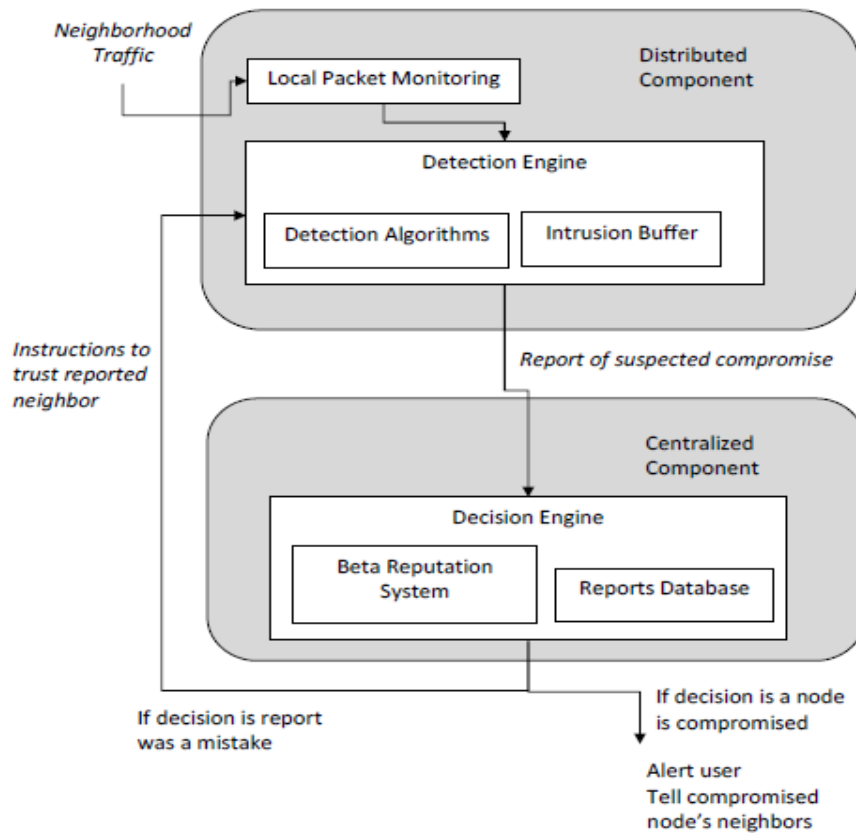 Neighborhood
Traffic
Distributed
Component
Local Packet Monitoring
Detection Engine
Detection Algorithms
Intrusion Buffer
Instructions to
trust reported
neighbor
Report of suspected compromise
Centralized
Component
Decision Engine
Beta Reputation
System
Reports Database
If decision is report
was a mistake
If decision is a node
is compromised
Alert user
Tell compromised
node's neighbors